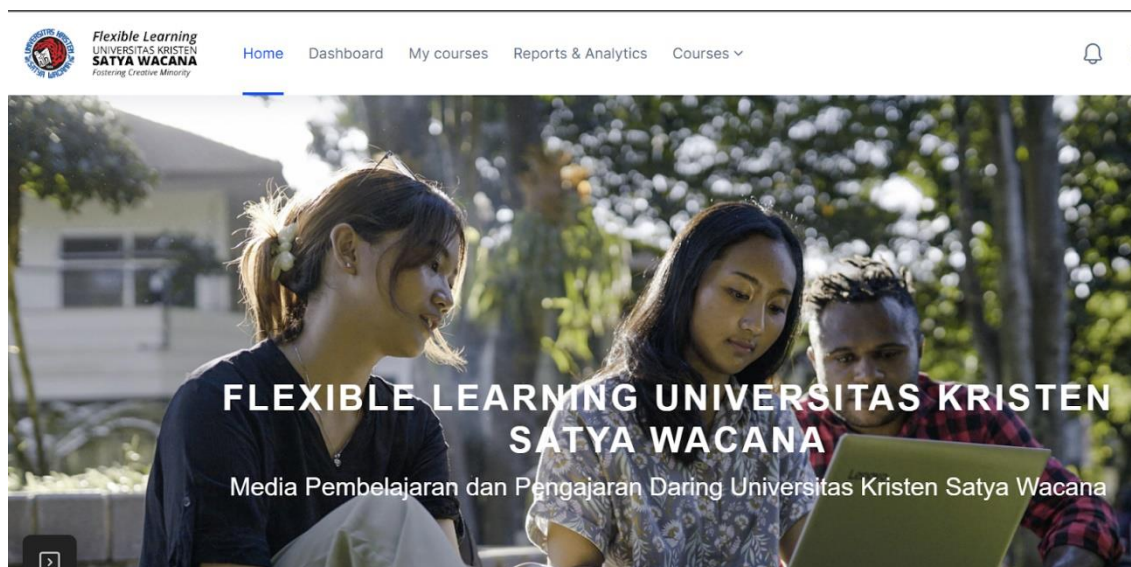 Flexible Learning
UNIVERSITAS KRISTEN
SATYA WACANA
Fostering Creative Minority
Home Dashboard My courses Reports & Analytics Courses
FLEXIBLE LEARNING UNIVERSITAS KRISTEN
SATYA WACANA
Media Pembelajaran dan Pengajaran Daring Universitas Kristen Satya Wacana